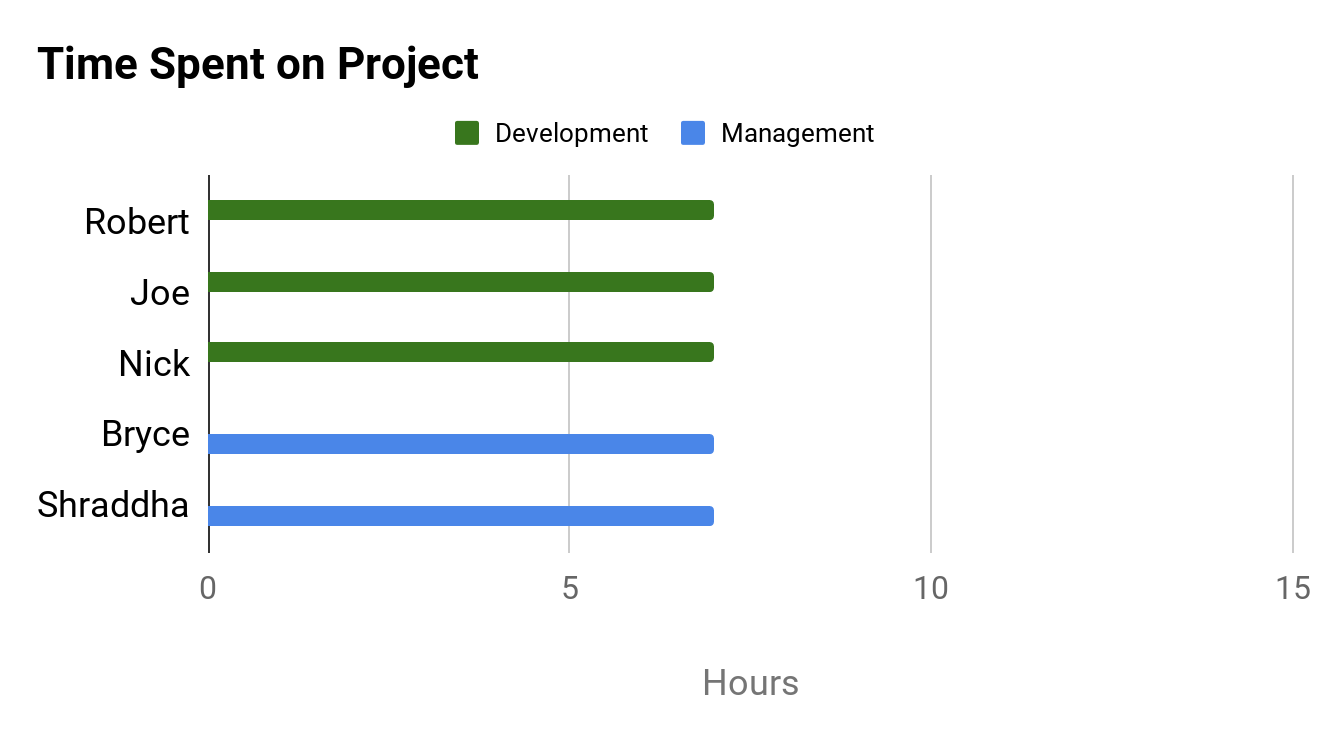 Time Spent on Project
Development Management
Robert
Joe
Nick
Bryce
Shraddha
0 5 10 15
Hours